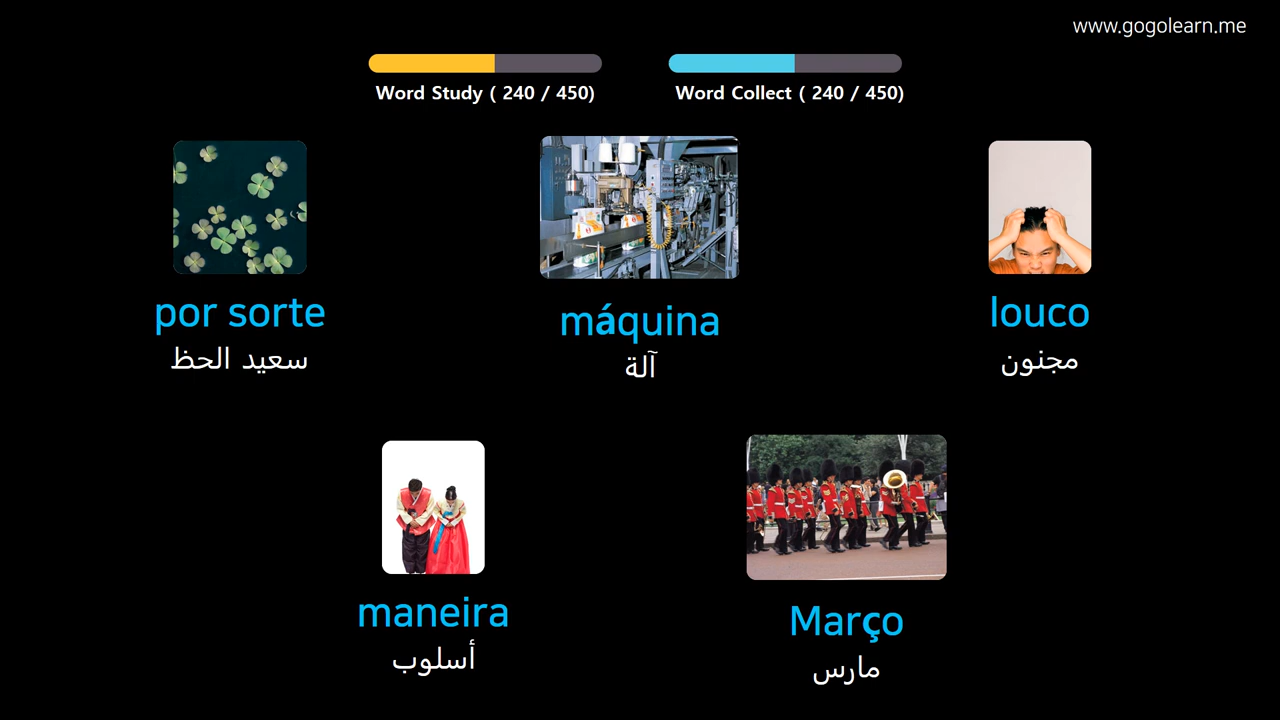 www.gogolearn.me
Word Study ( 240 / 450)
Word Collect ( 240 / 450)
por sorte
سعيد الحظ
máquina
آلة
louco
مجنون
maneira
أسلوب
Março
مارس